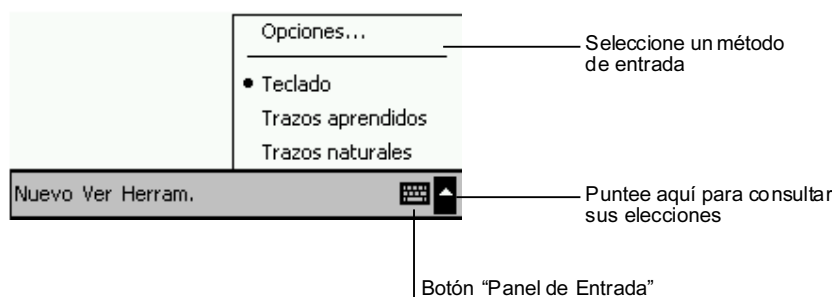 Opciones...
Seleccione un método
de entrada
Teclado
Trazos aprendidos
Trazos naturales
Nuevo Ver Herram.
Puntee aquí para consultar
sus elecciones
Botón “Panel de Entrada”